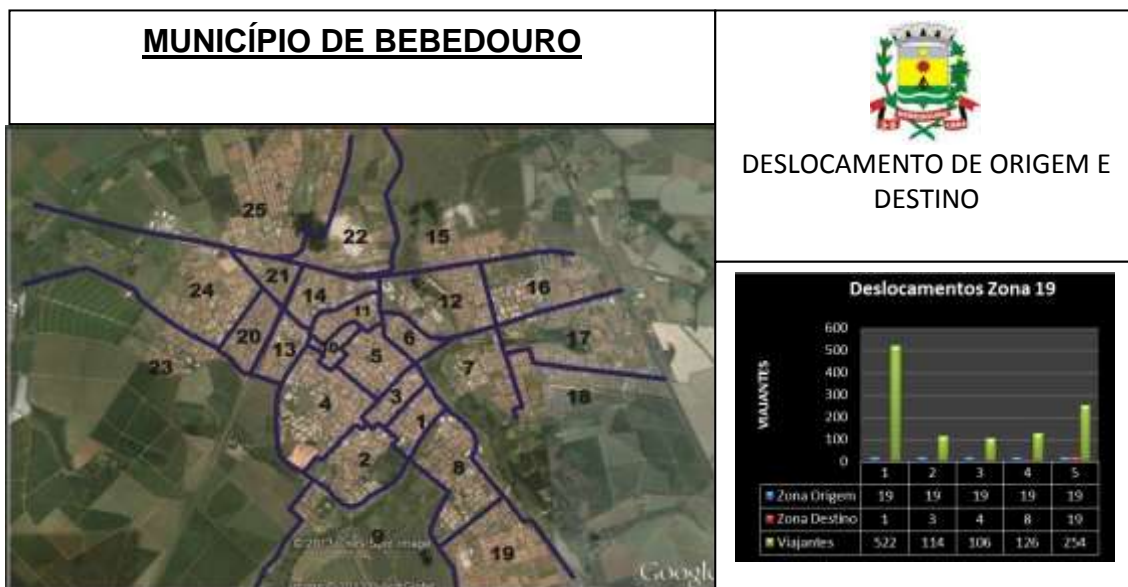 MUNICÍPIO DE BEBEDOURO
BEBEDOURO
DESLOCAMENTO DE ORIGEM E
DESTINO
25
22
15
24
21
14
12
16
11
6
20
13
5
17
23
7
4
3
18
1
2
8
9
19
Google
Deslocamentos Zona 19
VIAJANTES
600
500
400
300
200
100
0
1 2 3 4 5
Zona Origem 19 19 19 19 19
Zona Destino 1 3 4 8 19
Viajantes 522 114 106 126 254